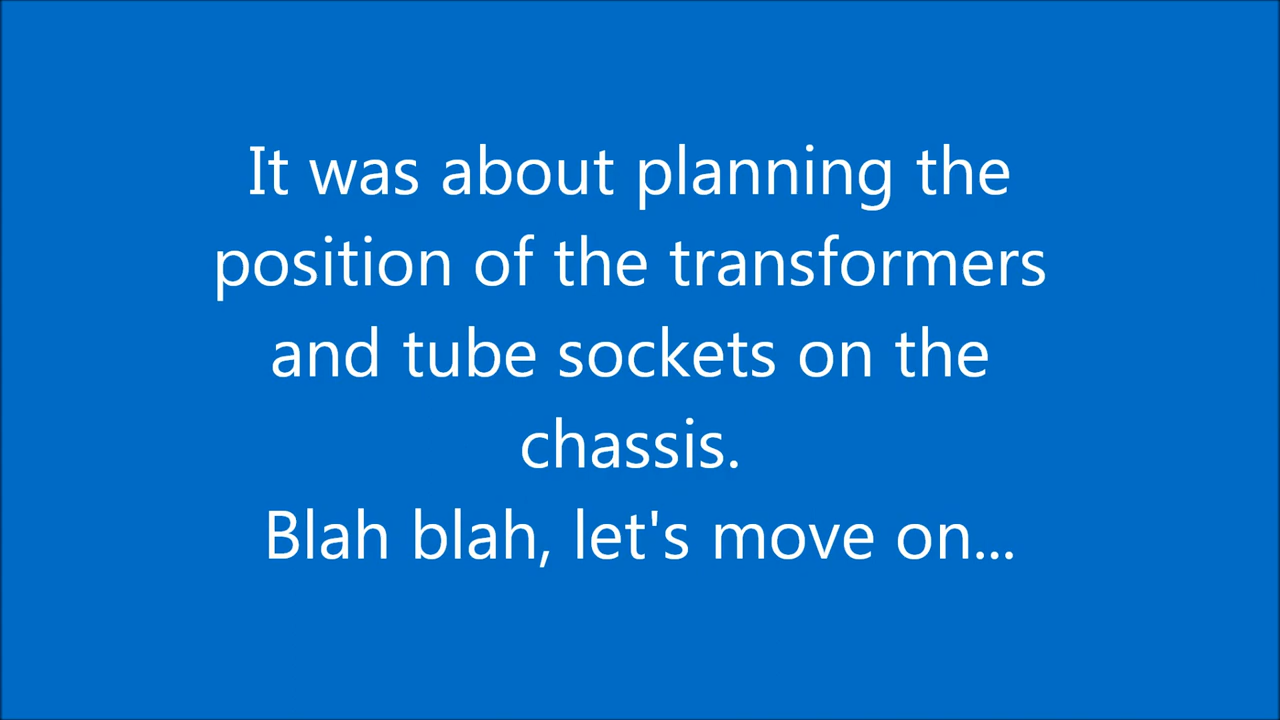 It was about planning the
position of the transformers
and tube sockets on the
chassis.
Blah blah, let's move on...